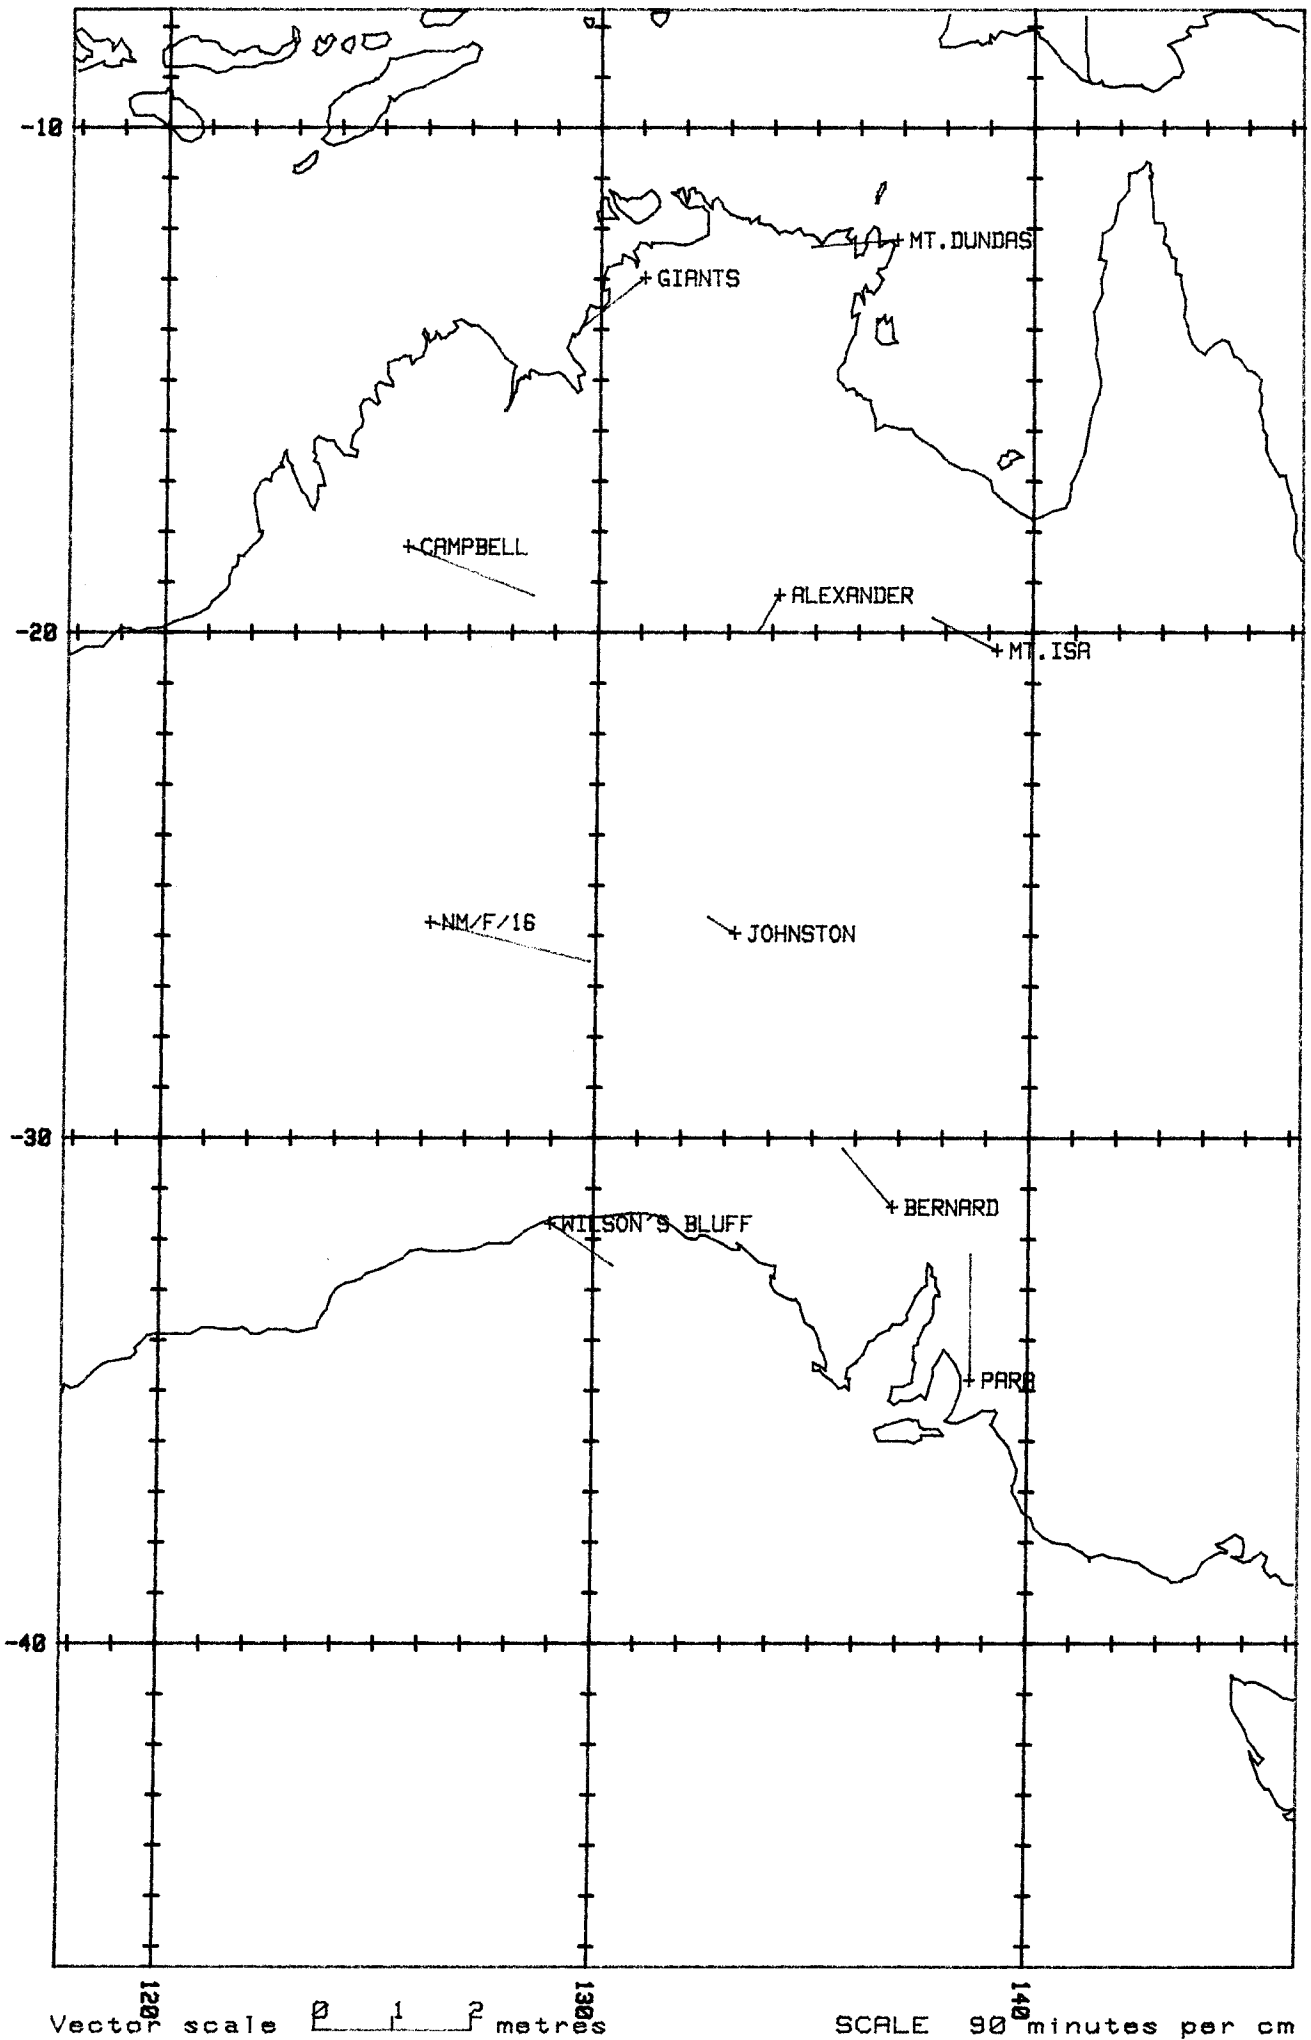 -10
MT.DUNDAS
GIANTS
CAMPBELL
ALEXANDER
-20
MT.ISA
NM/F/16
JOHNSTON
-30
BERNARD
WILSON'S BLUFF
PARA
-40
120
130
140
0 1 2
Vector scale metres
SCALE 90 minutes per cm